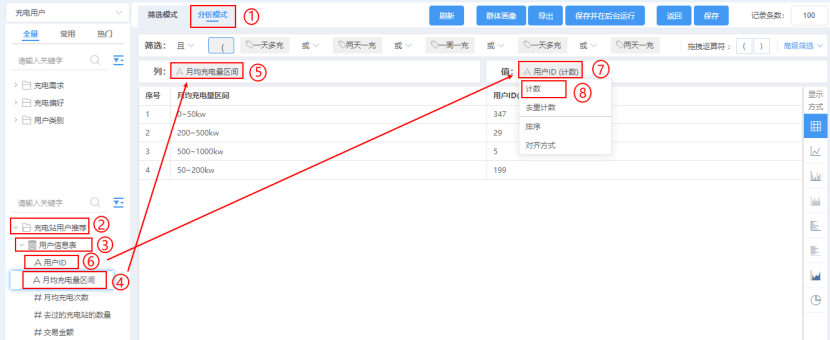 充电用户
筛选模式 分析模式 ① 刷新 群体画像 导出 保存并在后台运行 返回 保存 记录条数: 100
全量 常用 热门
筛选: 且 ( 一天多充 或 两天一充 或 一周一充 或 一天多充 或 两天一充 拖拽运算符: ( ) 高级筛选
请输入关键字
列: 月均充电量区间 ⑤ 值: 用户ID (计数) ⑦
充电需求
充电偏好
用户类别
序号 月均充电量区间 用户ID(
1 0~50kw 347
2 200~500kw 29
3 500~1000kw 5
4 50~200kw 199
计数 ⑧
去重计数
排序
对齐方式
显示
方式
请输入关键字
充电站用户推荐 ②
用户信息表 ③
A 用户ID ⑥
A 月均充电量区间 ④
# 月均充电次数
# 去过的充电站的数量
# 交易金额